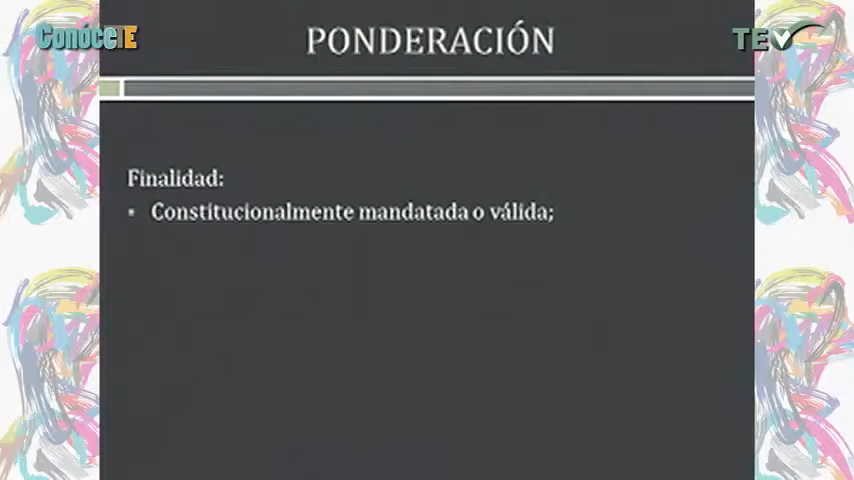 ConóceTE
PONDERACIÓN
TEV
Finalidad:
▪ Constitucionalmente mandatada o válida;